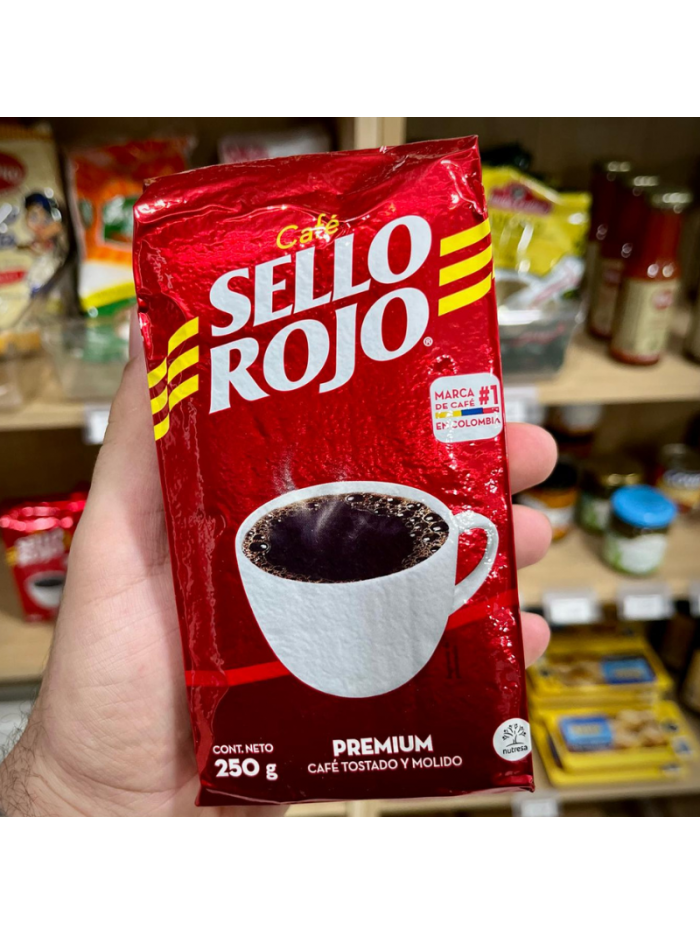 Café
SELLO
ROJO®
MARCA
DE CAFÉ #1
EN COLOMBIA
CONT. NETO
250 g
PREMIUM
CAFÉ TOSTADO Y MOLIDO
nutresa